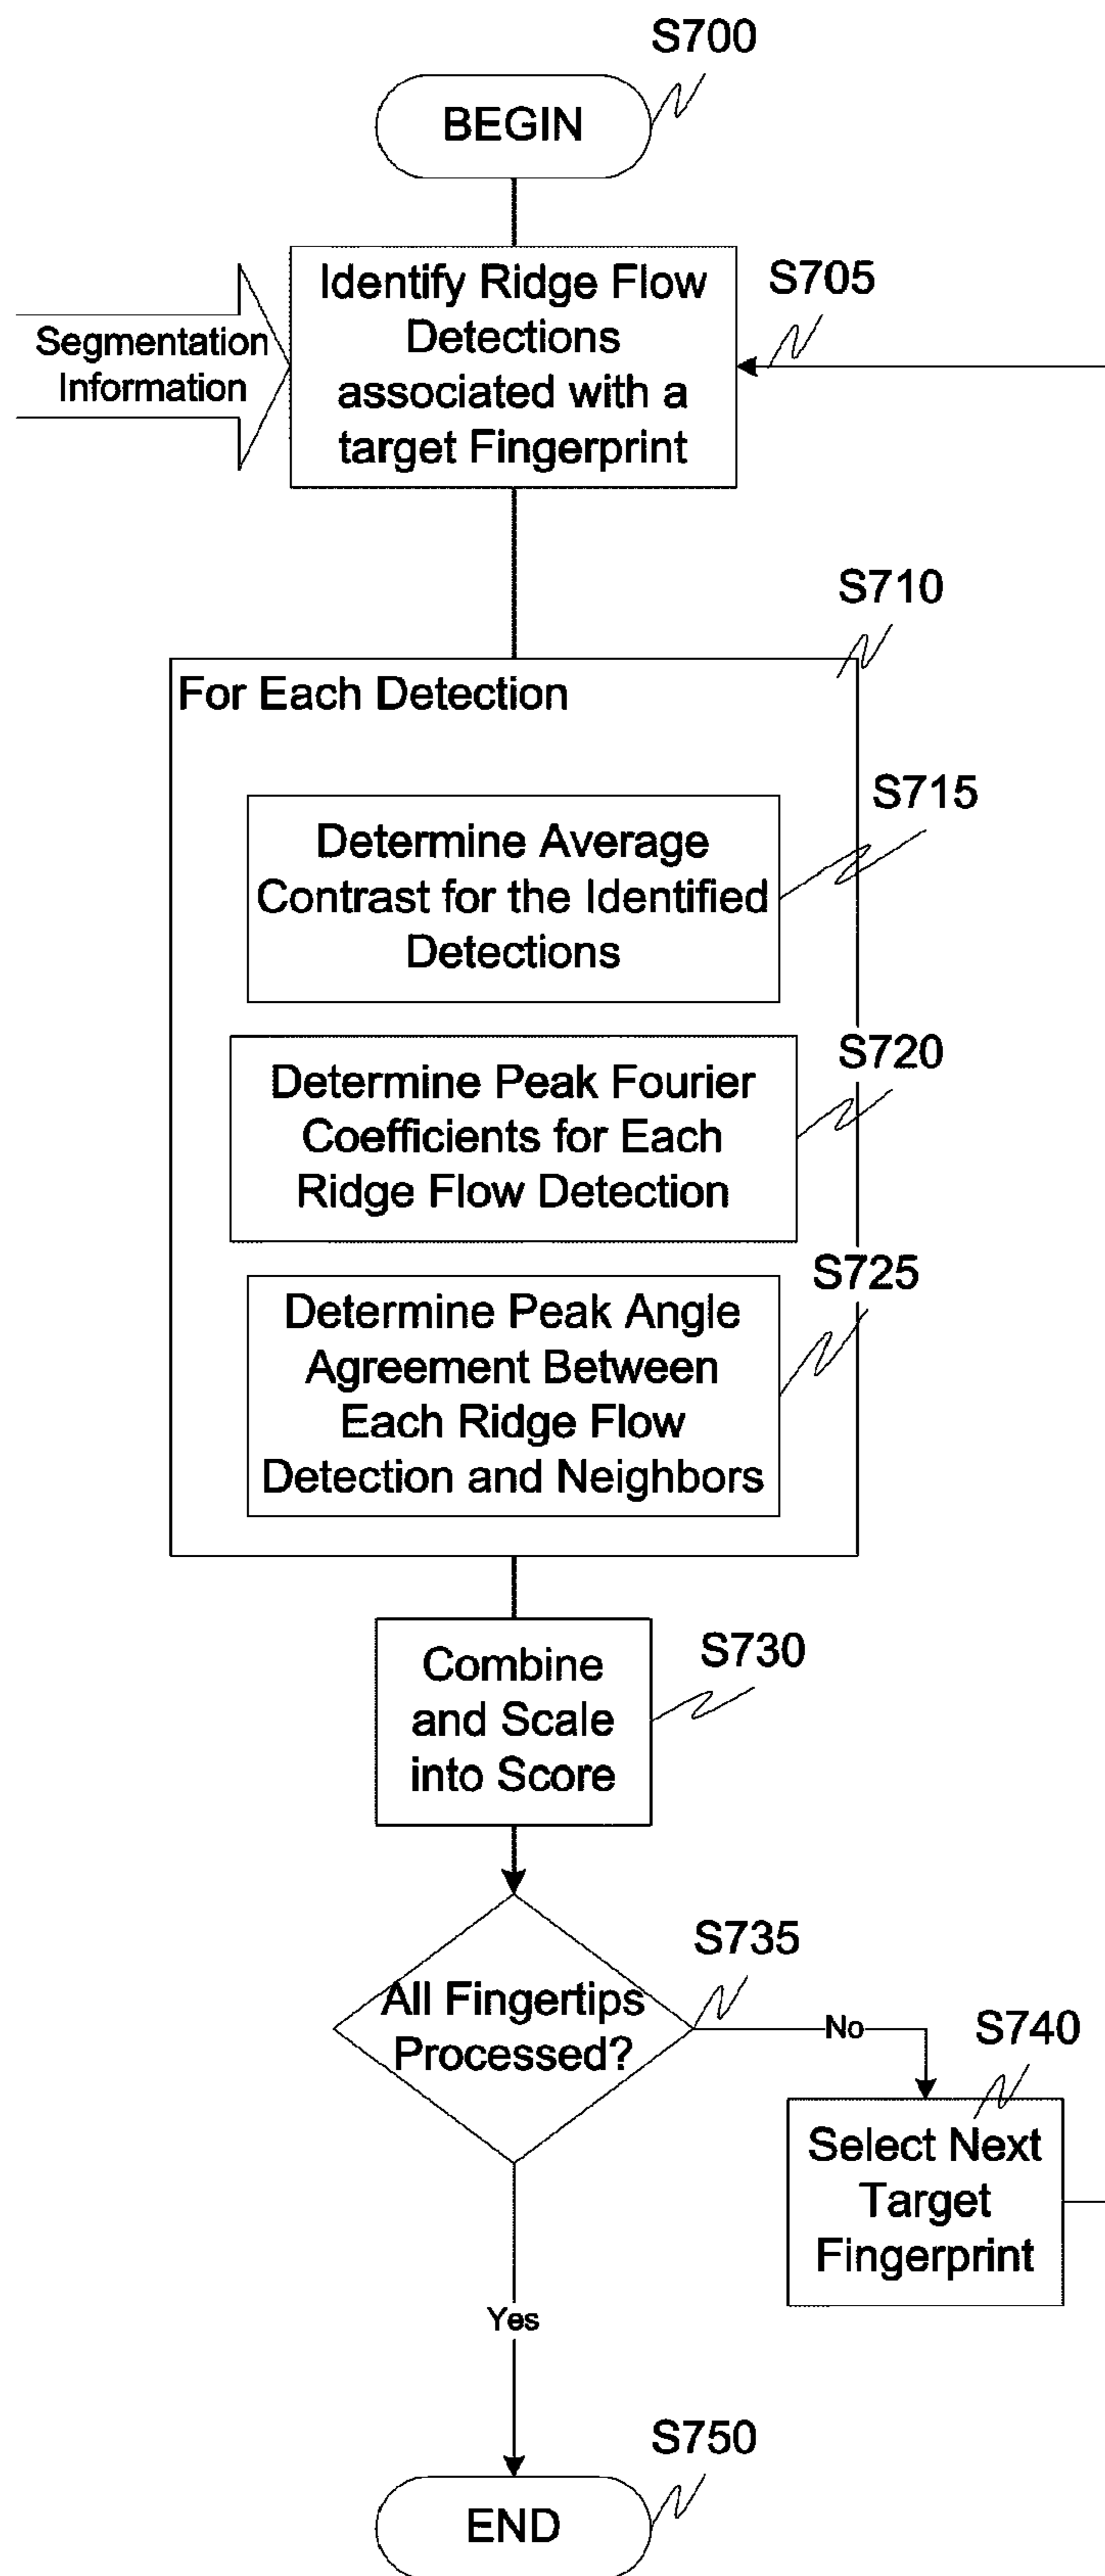 S700
BEGIN
Segmentation
Information
Identify Ridge Flow
Detections
associated with a
target Fingerprint
S705
S710
For Each Detection
S715
Determine Average
Contrast for the Identified
Detections
S720
Determine Peak Fourier
Coefficients for Each
Ridge Flow Detection
S725
Determine Peak Angle
Agreement Between
Each Ridge Flow
Detection and Neighbors
Combine
and Scale
into Score
S730
All Fingertips
Processed?
S735
No
S740
Select Next
Target
Fingerprint
Yes
S750
END